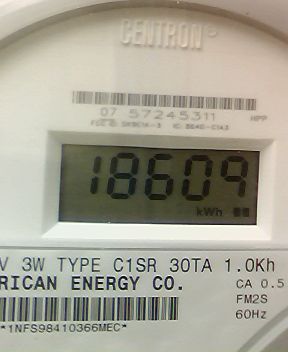 CENTRON®
07 57245311 HPP
18609
kWh
V 3W TYPE C1SR 30TA 1.0Kh
RICAN ENERGY CO. CA 0.5
FM2S
60Hz
*1NFS98410366MEC*